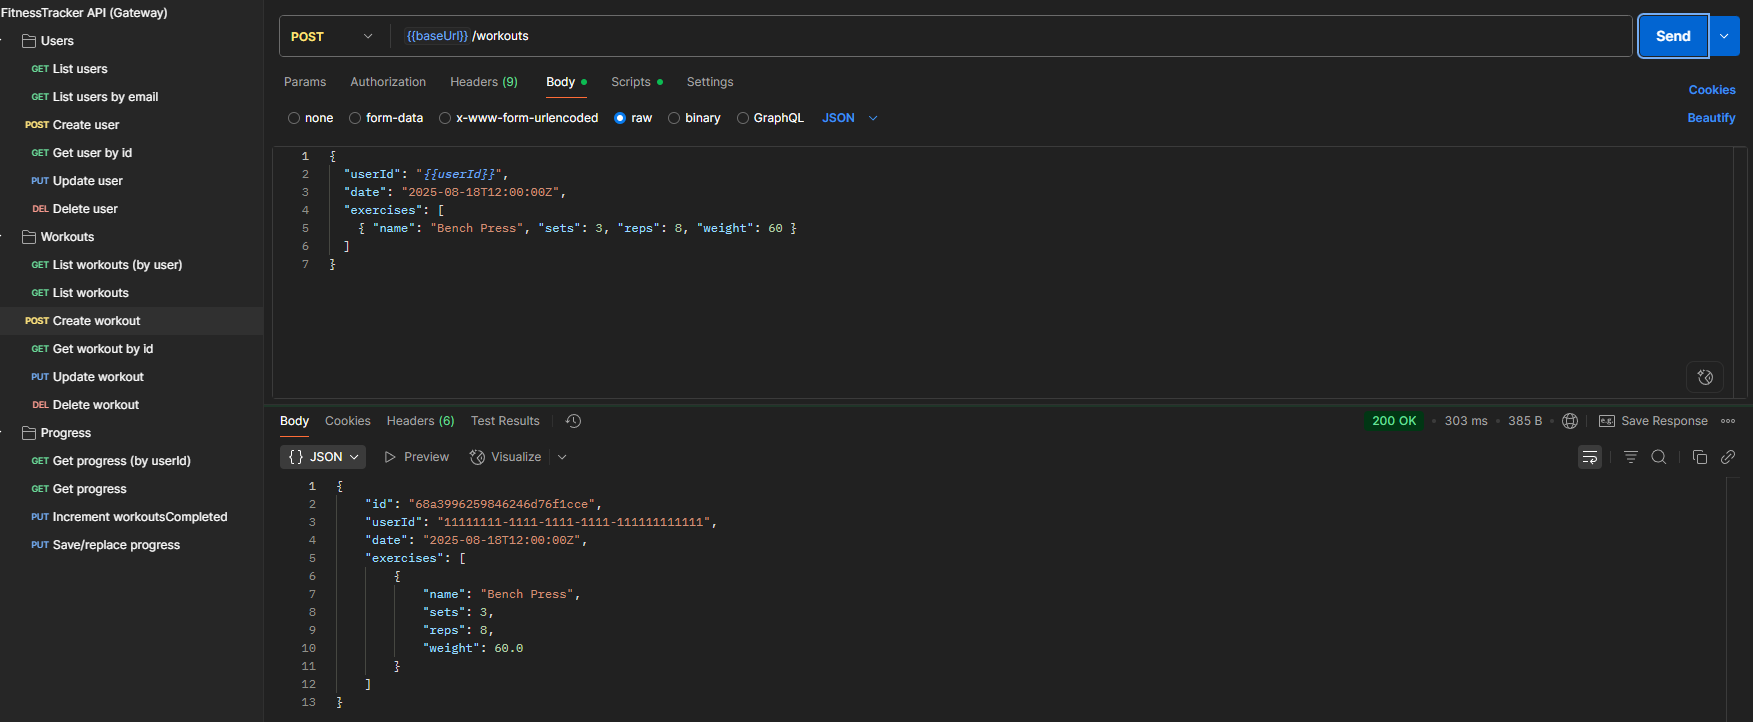 FitnessTracker API (Gateway)
Users
GET List users
GET List users by email
POST Create user
GET Get user by id
PUT Update user
DEL Delete user
Workouts
GET List workouts (by user)
GET List workouts
POST Create workout
GET Get workout by id
PUT Update workout
DEL Delete workout
Progress
GET Get progress (by userId)
GET Get progress
PUT Increment workoutsCompleted
PUT Save/replace progress
POST {{baseUrl}} /workouts Send
Params Authorization Headers (9) Body Scripts Settings Cookies
none form-data x-www-form-urlencoded raw binary GraphQL JSON Beautify
1 {
2 "userId": "{{userId}}",
3 "date": "2025-08-18T12:00:00Z",
4 "exercises": [
5 { "name": "Bench Press", "sets": 3, "reps": 8, "weight": 60 }
6 ]
7 }
Body Cookies Headers (6) Test Results 200 OK 303 ms 385 B e.g. Save Response
{} JSON Preview Visualize
1 {
2 "id": "68a3996259846246d76f1cce",
3 "userId": "11111111-1111-1111-1111-111111111111",
4 "date": "2025-08-18T12:00:00Z",
5 "exercises": [
6 {
7 "name": "Bench Press",
8 "sets": 3,
9 "reps": 8,
10 "weight": 60.0
11 }
12 ]
13 }